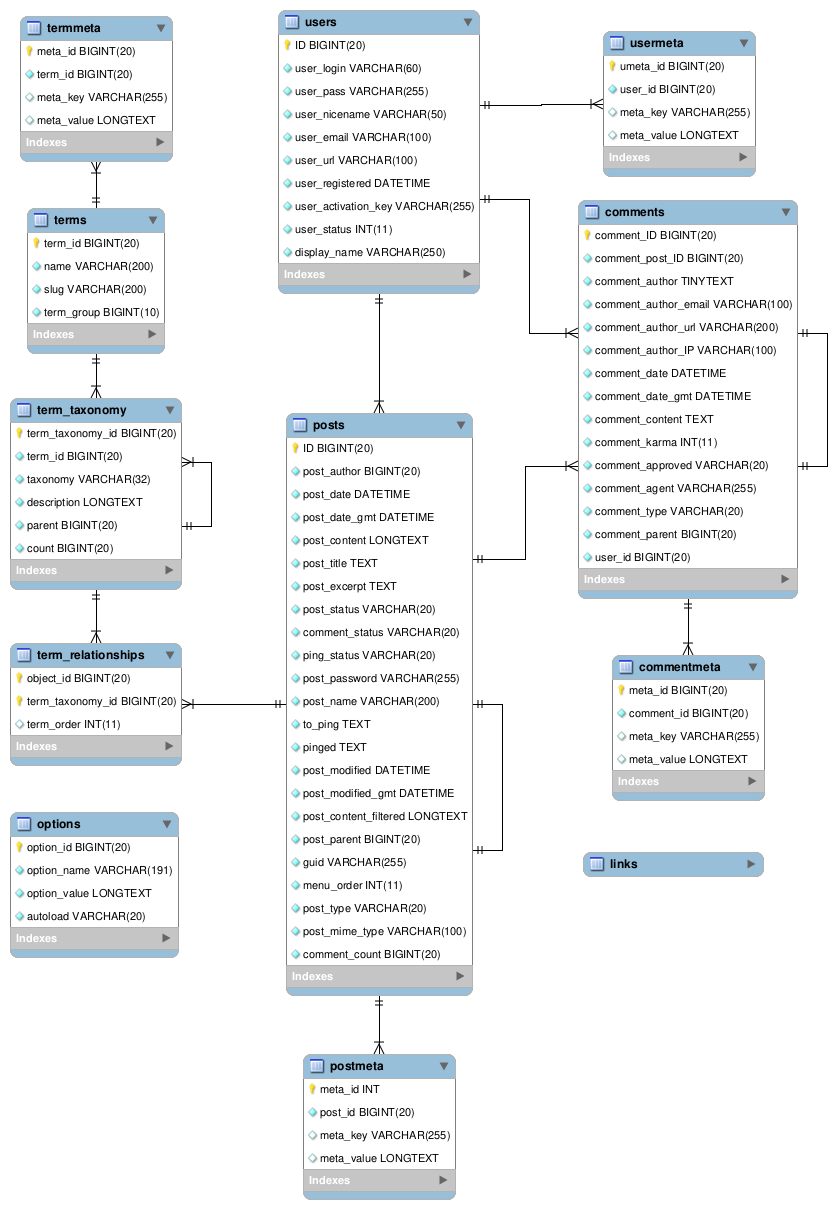 termmeta
meta_id BIGINT(20)
term_id BIGINT(20)
meta_key VARCHAR(255)
meta_value LONGTEXT
Indexes
terms
term_id BIGINT(20)
name VARCHAR(200)
slug VARCHAR(200)
term_group BIGINT(10)
Indexes
term_taxonomy
term_taxonomy_id BIGINT(20)
term_id BIGINT(20)
taxonomy VARCHAR(32)
description LONGTEXT
parent BIGINT(20)
count BIGINT(20)
Indexes
term_relationships
object_id BIGINT(20)
term_taxonomy_id BIGINT(20)
term_order INT(11)
Indexes
options
option_id BIGINT(20)
option_name VARCHAR(191)
option_value LONGTEXT
autoload VARCHAR(20)
Indexes
users
ID BIGINT(20)
user_login VARCHAR(60)
user_pass VARCHAR(255)
user_nicename VARCHAR(50)
user_email VARCHAR(100)
user_url VARCHAR(100)
user_registered DATETIME
user_activation_key VARCHAR(255)
user_status INT(11)
display_name VARCHAR(250)
Indexes
posts
ID BIGINT(20)
post_author BIGINT(20)
post_date DATETIME
post_date_gmt DATETIME
post_content LONGTEXT
post_title TEXT
post_excerpt TEXT
post_status VARCHAR(20)
comment_status VARCHAR(20)
ping_status VARCHAR(20)
post_password VARCHAR(255)
post_name VARCHAR(200)
to_ping TEXT
pinged TEXT
post_modified DATETIME
post_modified_gmt DATETIME
post_content_filtered LONGTEXT
post_parent BIGINT(20)
guid VARCHAR(255)
menu_order INT(11)
post_type VARCHAR(20)
post_mime_type VARCHAR(100)
comment_count BIGINT(20)
Indexes
postmeta
meta_id INT
post_id BIGINT(20)
meta_key VARCHAR(255)
meta_value LONGTEXT
Indexes
usermeta
umeta_id BIGINT(20)
user_id BIGINT(20)
meta_key VARCHAR(255)
meta_value LONGTEXT
Indexes
comments
comment_ID BIGINT(20)
comment_post_ID BIGINT(20)
comment_author TINYTEXT
comment_author_email VARCHAR(100)
comment_author_url VARCHAR(200)
comment_author_IP VARCHAR(100)
comment_date DATETIME
comment_date_gmt DATETIME
comment_content TEXT
comment_karma INT(11)
comment_approved VARCHAR(20)
comment_agent VARCHAR(255)
comment_type VARCHAR(20)
comment_parent BIGINT(20)
user_id BIGINT(20)
Indexes
commentmeta
meta_id BIGINT(20)
comment_id BIGINT(20)
meta_key VARCHAR(255)
meta_value LONGTEXT
Indexes
links